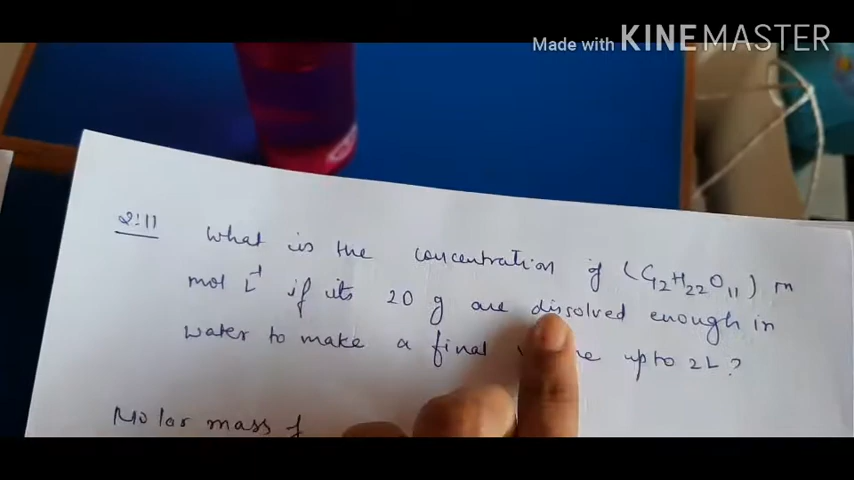 Made with KINEMASTER
2:11 What is the concentration of (C12H22O11) in
mol L-1 if its 20 g are dissolved enough in
water to make a final upto 2L?
Molar mass of